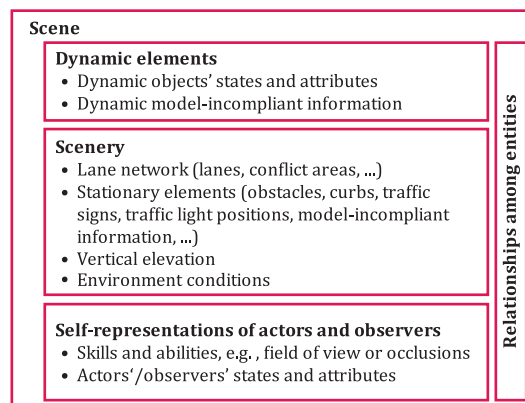 Scene
Dynamic elements
• Dynamic objects’ states and attributes
• Dynamic model-incompliant information
Scenery
• Lane network (lanes, conflict areas, ...)
• Stationary elements (obstacles, curbs, traffic
signs, traffic light positions, model-incompliant
information, ...)
• Vertical elevation
• Environment conditions
Self-representations of actors and observers
• Skills and abilities, e.g. , field of view or occlusions
• Actors‘/observers’ states and attributes
Relationships among entities